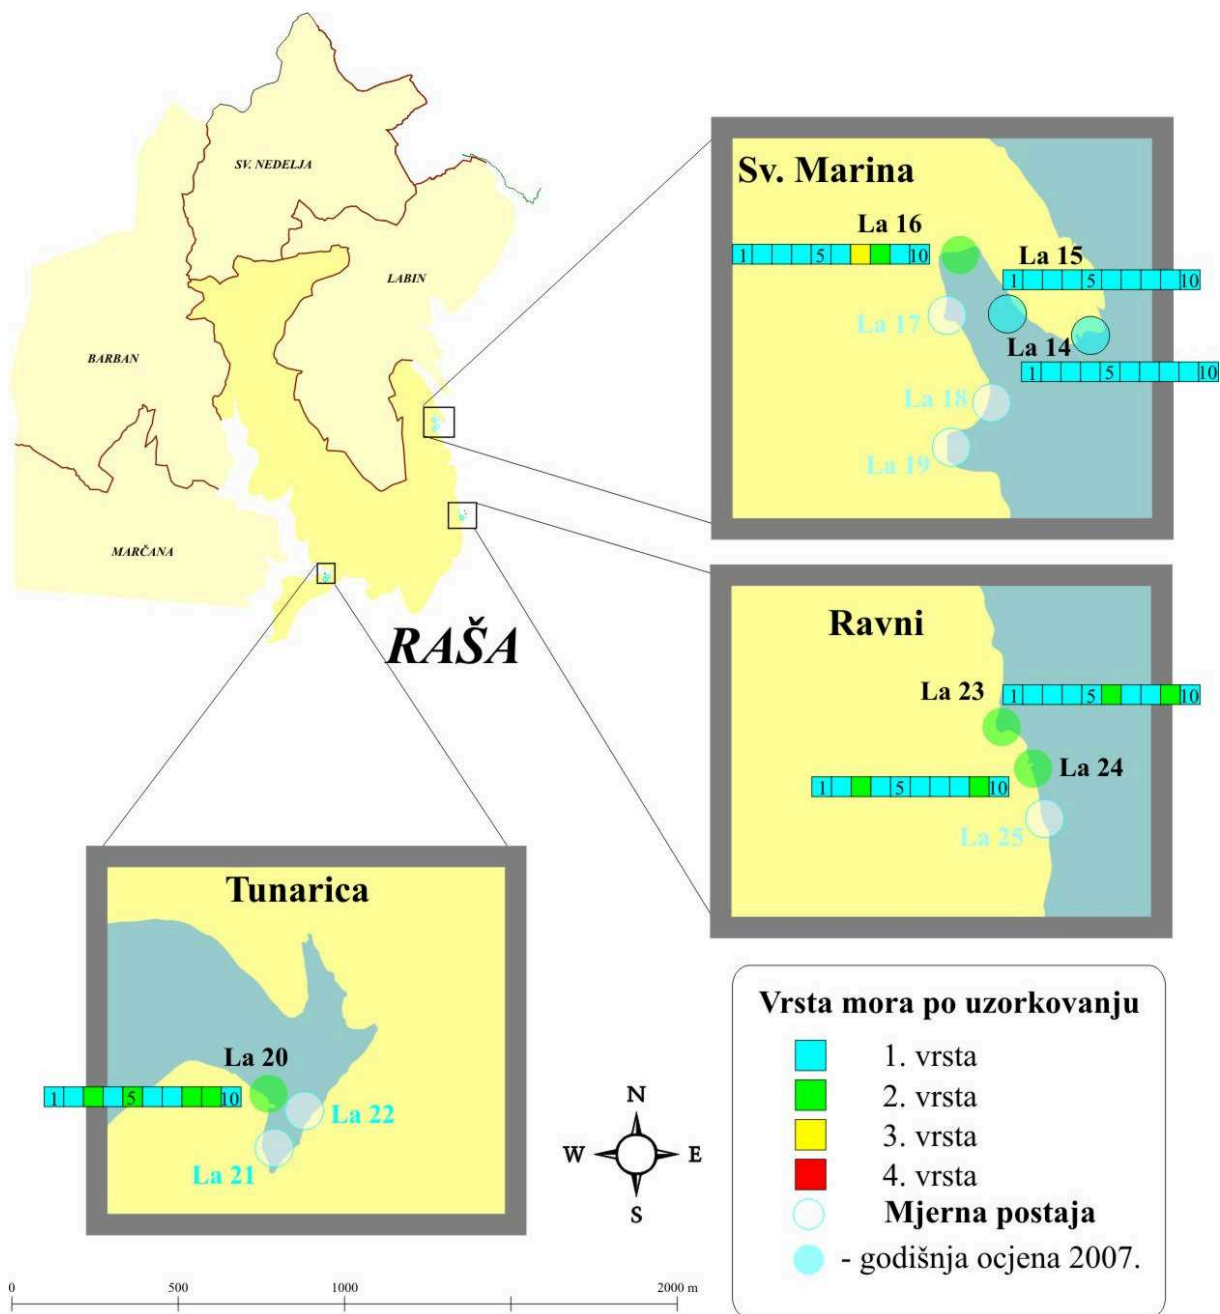 SV. NEDELJA
LABIN
BARBAN
MARČANA
RAŠA
Sv. Marina
La 16
1 5 10
La 15
1 5 10
La 17
La 14
1 5 10
La 18
La 19
Ravni
La 23
1 5 10
La 24
1 5 10
La 25
Tunarica
La 20
1 5 10
La 22
La 21
N
W E
S
Vrsta mora po uzorkovanju
1. vrsta
2. vrsta
3. vrsta
4. vrsta
Mjerna postaja
- godišnja ocjena 2007.
0 500 1000 2000 m